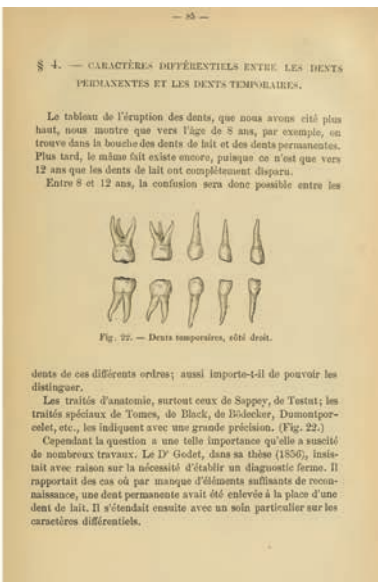 — 85 —
§ 4. — CARACTÈRES DIFFÉRENTIELS ENTRE LES DENTS
PERMANENTES ET LES DENTS TEMPORAIRES.
Le tableau de l'éruption des dents, que nous avons cité plus
haut, nous montre que vers l'âge de 8 ans, par exemple, on
trouve dans la bouche des dents de lait et des dents permanentes.
Plus tard, le même fait existe encore, puisque ce n'est que vers
12 ans que les dents de lait ont complètement disparu.
Entre 8 et 12 ans, la confusion sera donc possible entre les
Fig. 22. — Dents temporaires, côté droit.
dents de ces différents ordres; aussi importe-t-il de pouvoir les
distinguer.
Les traités d'anatomie, surtout ceux de Sappey, de Testut; les
traités spéciaux de Tomes, de Black, de Bödecker, Dumontpor-
celet, etc., les indiquent avec une grande précision. (Fig. 22.)
Cependant la question a une telle importance qu'elle a suscité
de nombreux travaux. Le Dr Godet, dans sa thèse (1856), insis-
tait avec raison sur la nécessité d'établir un diagnostic ferme. Il
rapportait des cas où par manque d'éléments suffisants de recon-
naissance, une dent permanente avait été enlevée à la place d'une
dent de lait. Il s'étendait ensuite avec un soin particulier sur les
caractères différentiels.